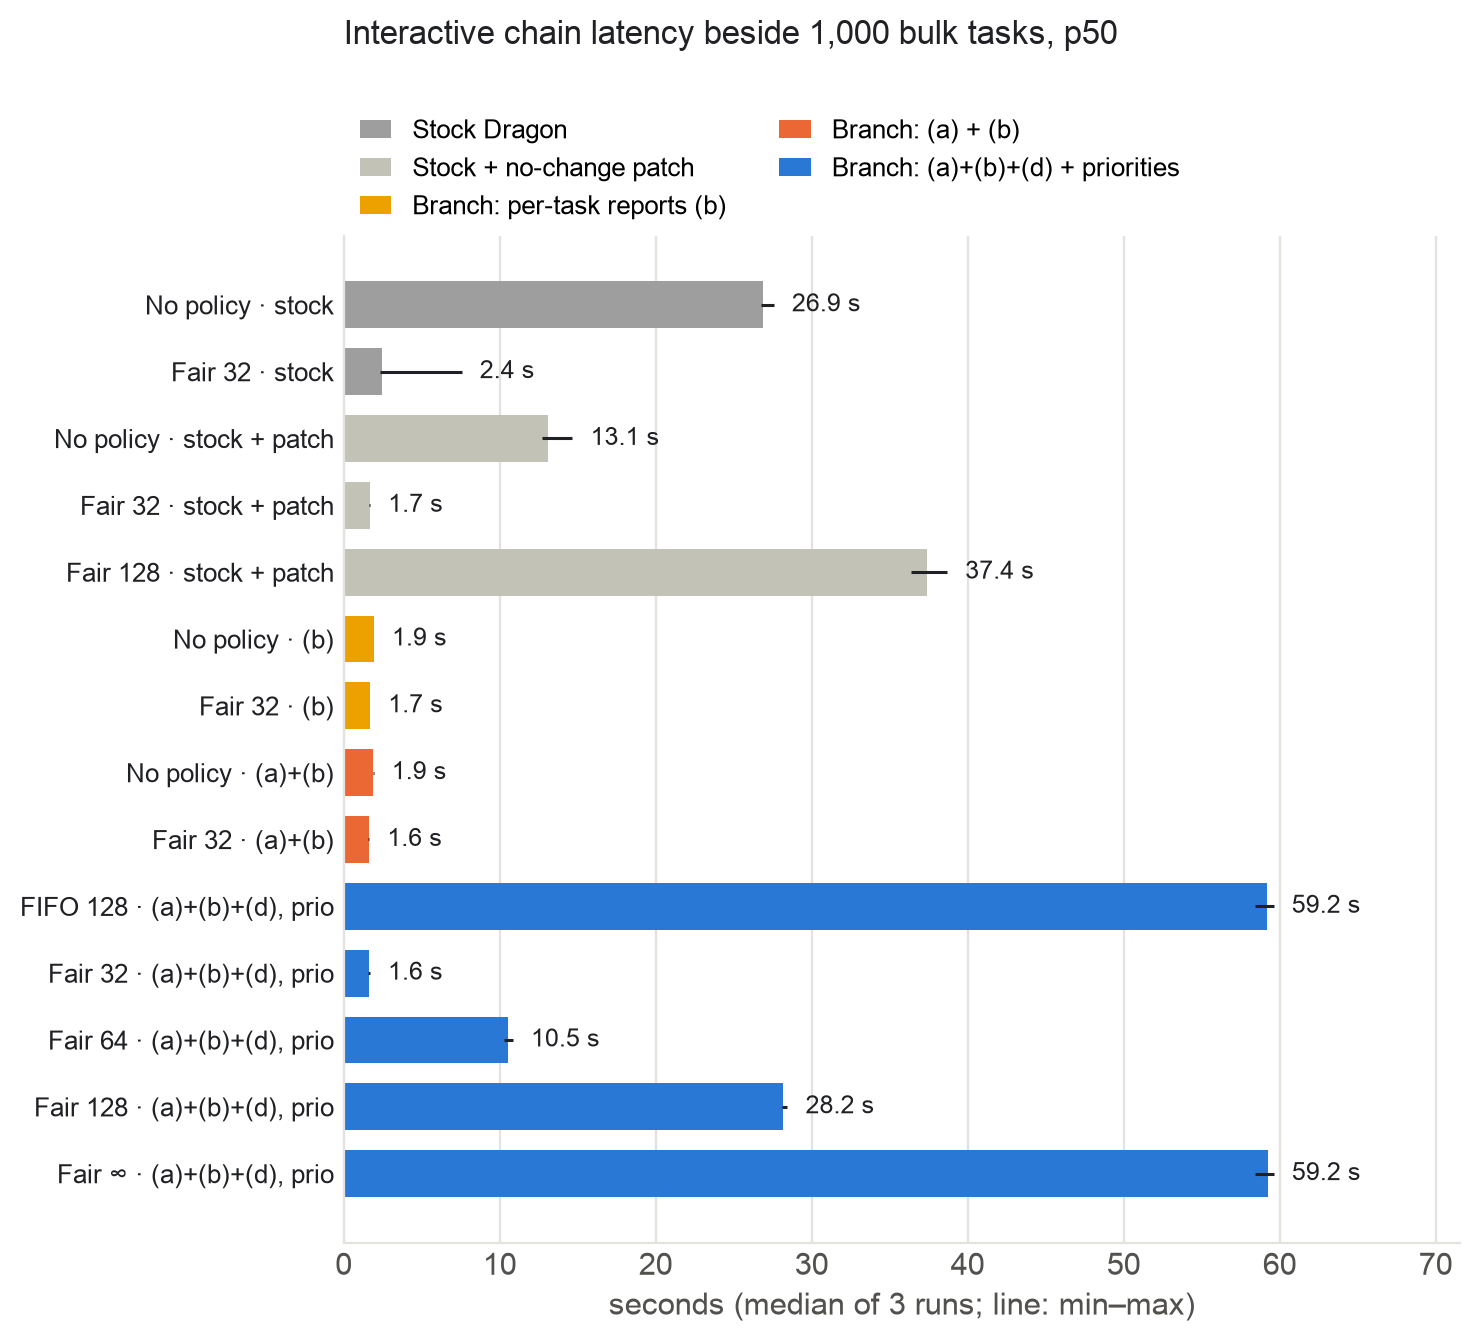 Interactive chain latency beside 1,000 bulk tasks, p50
Stock Dragon
Stock + no-change patch
Branch: per-task reports (b)
Branch: (a) + (b)
Branch: (a)+(b)+(d) + priorities
No policy · stock 26.9 s
Fair 32 · stock 2.4 s
No policy · stock + patch 13.1 s
Fair 32 · stock + patch 1.7 s
Fair 128 · stock + patch 37.4 s
No policy · (b) 1.9 s
Fair 32 · (b) 1.7 s
No policy · (a)+(b) 1.9 s
Fair 32 · (a)+(b) 1.6 s
FIFO 128 · (a)+(b)+(d), prio 59.2 s
Fair 32 · (a)+(b)+(d), prio 1.6 s
Fair 64 · (a)+(b)+(d), prio 10.5 s
Fair 128 · (a)+(b)+(d), prio 28.2 s
Fair ∞ · (a)+(b)+(d), prio 59.2 s
0 10 20 30 40 50 60 70
seconds (median of 3 runs; line: min–max)